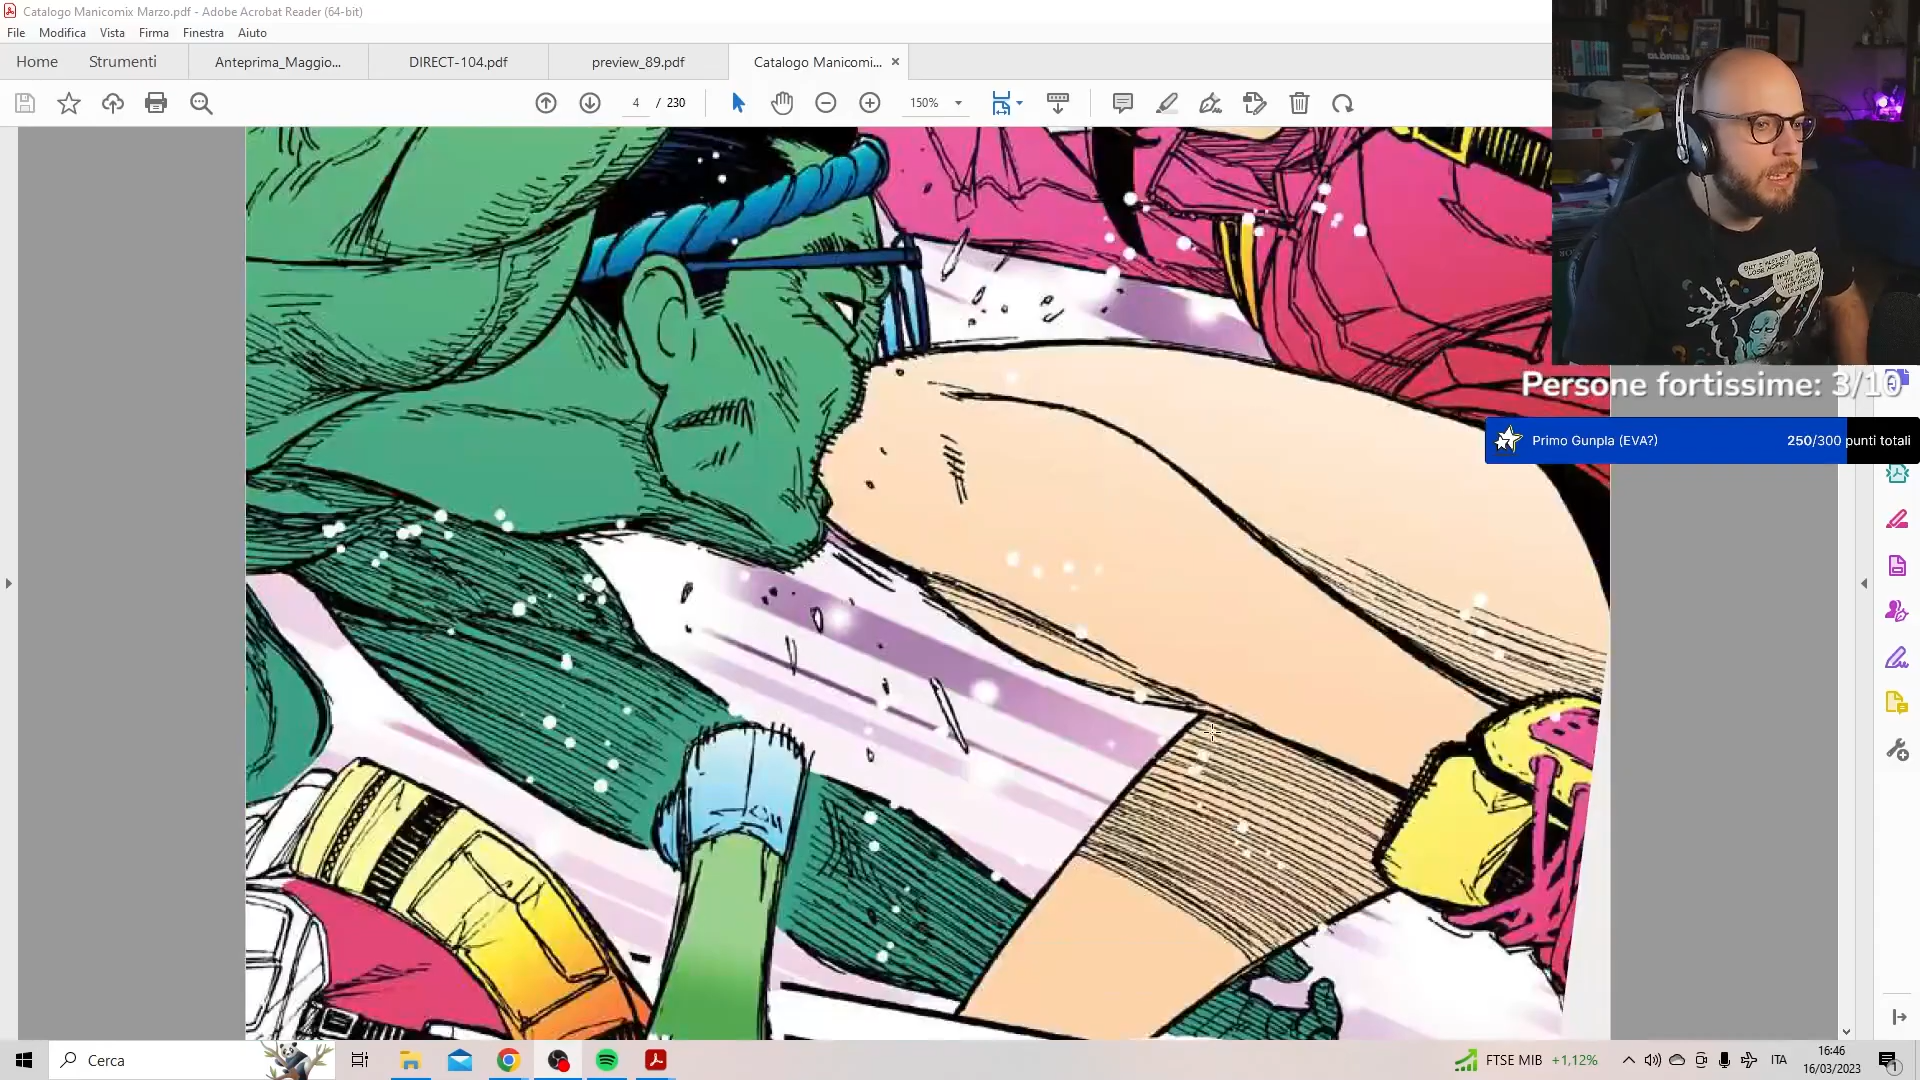 Catalogo Manicomix Marzo.pdf - Adobe Acrobat Reader (64-bit)
File Modifica Vista Firma Finestra Aiuto
Home Strumenti Anteprima_Maggio... DIRECT-104.pdf preview_89.pdf Catalogo Manicomi...
4 / 230 150%
Persone fortissime: 3/10
Primo Gunpla (EVA?) 250/300 punti totali
Cerca
FTSE MIB +1,12% ITA 16:46
16/03/2023